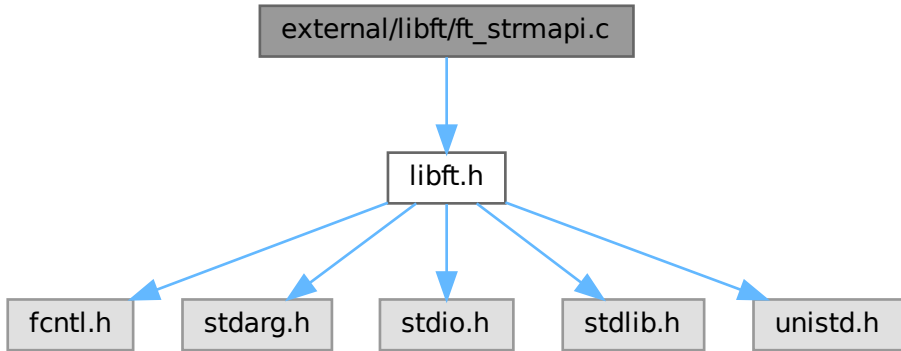 external/libft/ft_strmapi.c
libft.h
fcntl.h
stdarg.h
stdio.h
stdlib.h
unistd.h